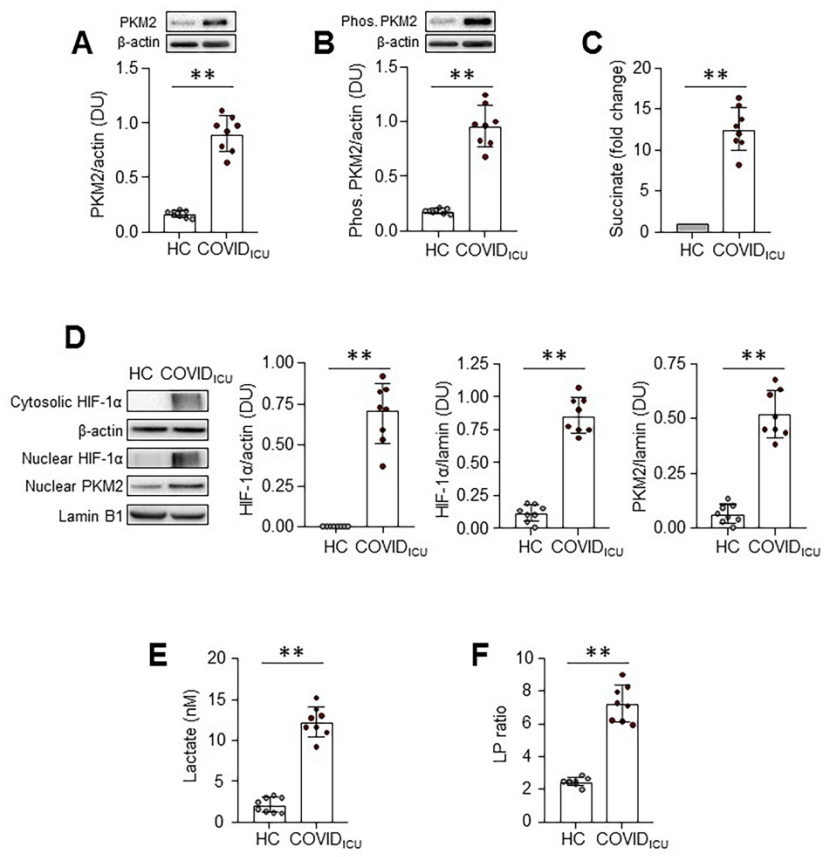 A
PKM2
β-actin
**
PKM2/actin (DU)
1.5
1.0
0.5
0.0
HC COVIDICU
B
Phos. PKM2
β-actin
**
Phos. PKM2/actin (DU)
1.5
1.0
0.5
0.0
HC COVIDICU
C
**
Succinate (fold change)
20
15
10
5
0
HC COVIDICU
D
HC COVIDICU
Cytosolic HIF-1α
β-actin
Nuclear HIF-1α
Nuclear PKM2
Lamin B1
**
HIF-1α/actin (DU)
1.00
0.75
0.50
0.25
0.00
HC COVIDICU
**
HIF-1α/lamin (DU)
1.25
1.00
0.75
0.50
0.25
0.00
HC COVIDICU
**
PKM2/lamin (DU)
0.75
0.50
0.25
0.00
HC COVIDICU
E
**
Lactate (nM)
20
15
10
5
0
HC COVIDICU
F
**
LP ratio
10
8
6
4
2
0
HC COVIDICU